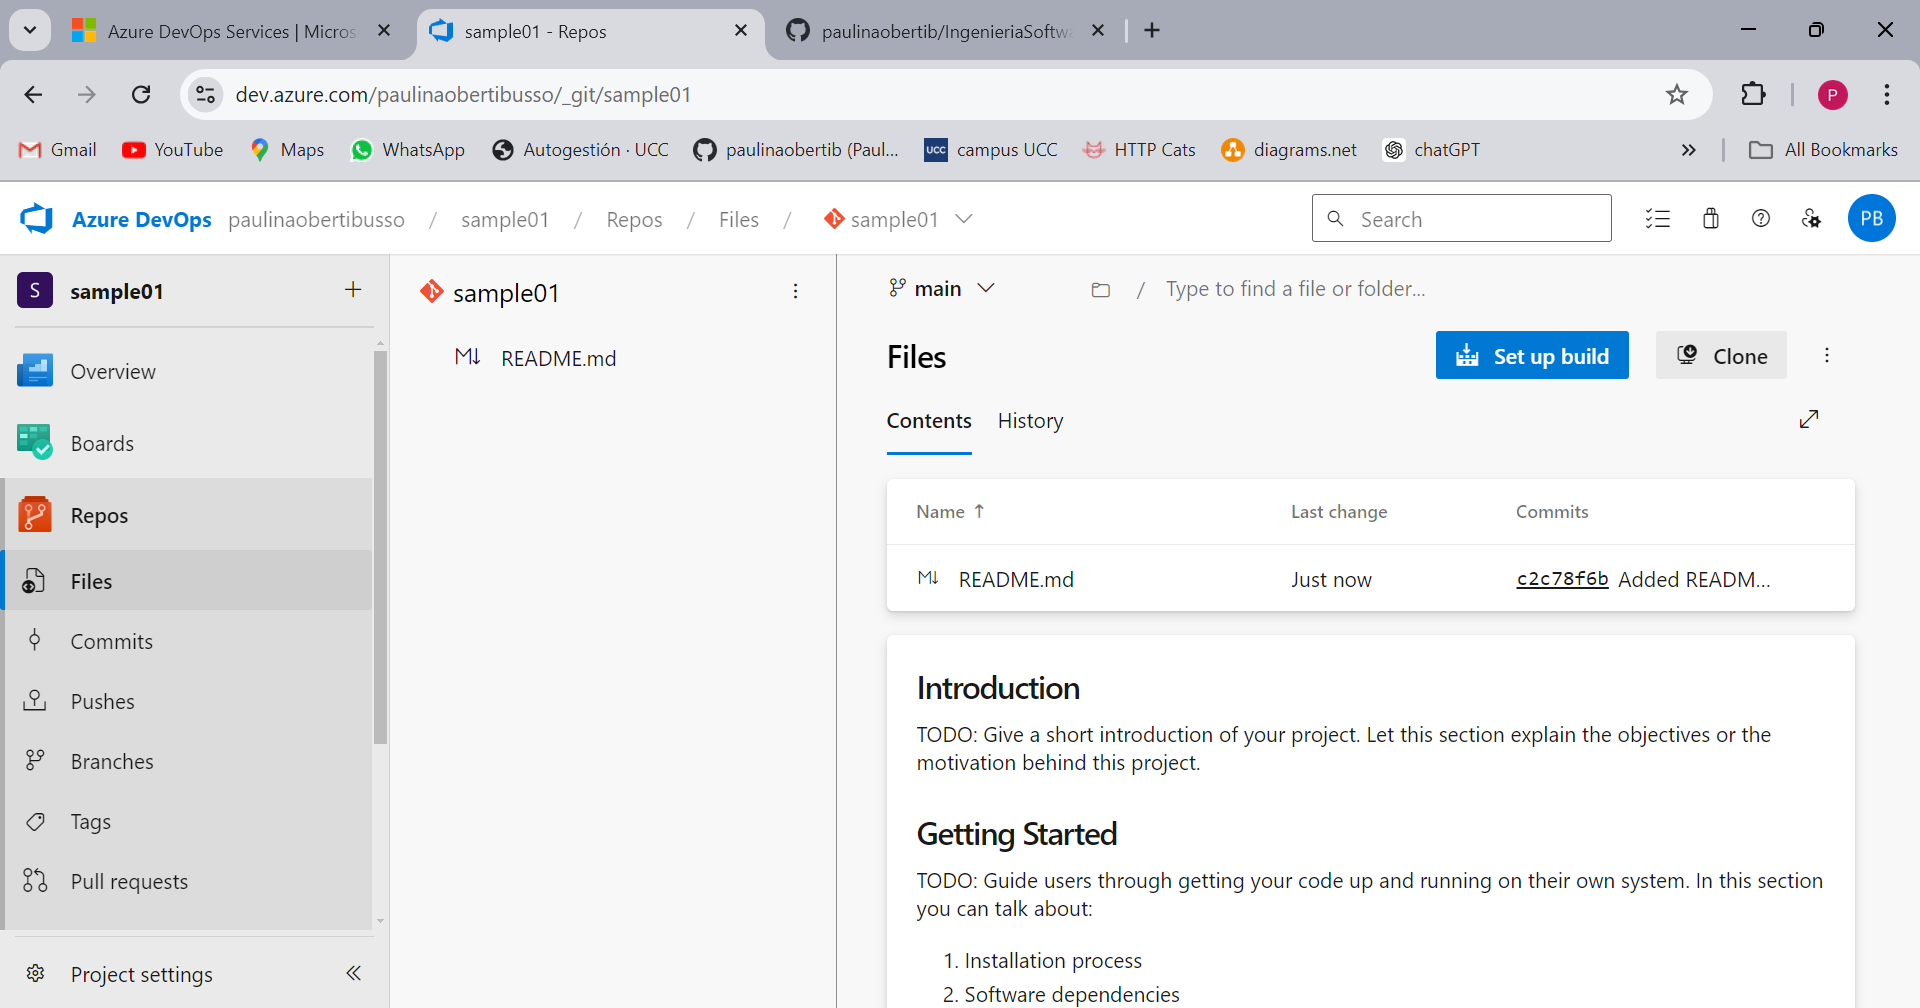 Azure DevOps Services | Micros
sample01 - Repos
paulinaobertib/IngenieriaSoftw
dev.azure.com/paulinaobertibusso/_git/sample01
P
Gmail
YouTube
Maps
WhatsApp
Autogestión · UCC
paulinaobertib (Paul...
UCC
campus UCC
HTTP Cats
diagrams.net
chatGPT
All Bookmarks
Azure DevOps
paulinaobertibusso / sample01 / Repos / Files / sample01
Search
PB
S
sample01
Overview
Boards
Repos
Files
Commits
Pushes
Branches
Tags
Pull requests
Project settings
sample01
README.md
main
/ Type to find a file or folder...
Files
Set up build
Clone
Contents
History
Name ↑ Last change Commits
README.md Just now c2c78f6b Added READM...
Introduction
TODO: Give a short introduction of your project. Let this section explain the objectives or the
motivation behind this project.
Getting Started
TODO: Guide users through getting your code up and running on their own system. In this section
you can talk about:
1. Installation process
2. Software dependencies